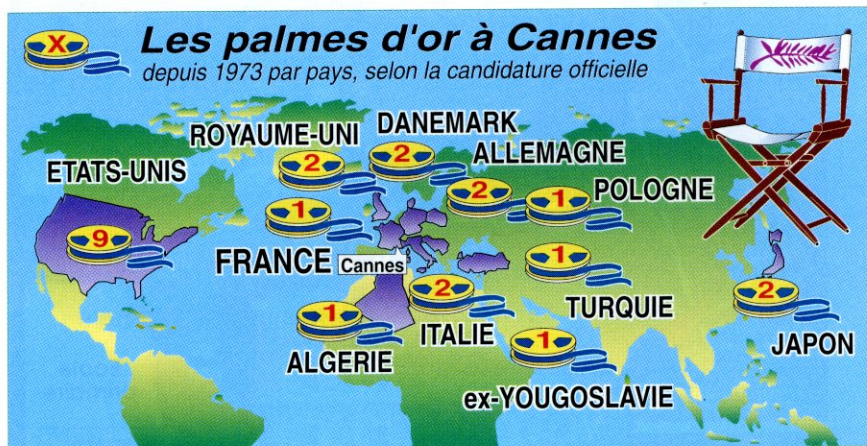 X
Les palmes d'or à Cannes
depuis 1973 par pays, selon la candidature officielle
ROYAUME-UNI
2
DANEMARK
2
ETATS-UNIS
9
ALLEMAGNE
2
POLOGNE
1
FRANCE
1
Cannes
ALGERIE
1
ITALIE
2
TURQUIE
1
ex-YOUGOSLAVIE
1
JAPON
2